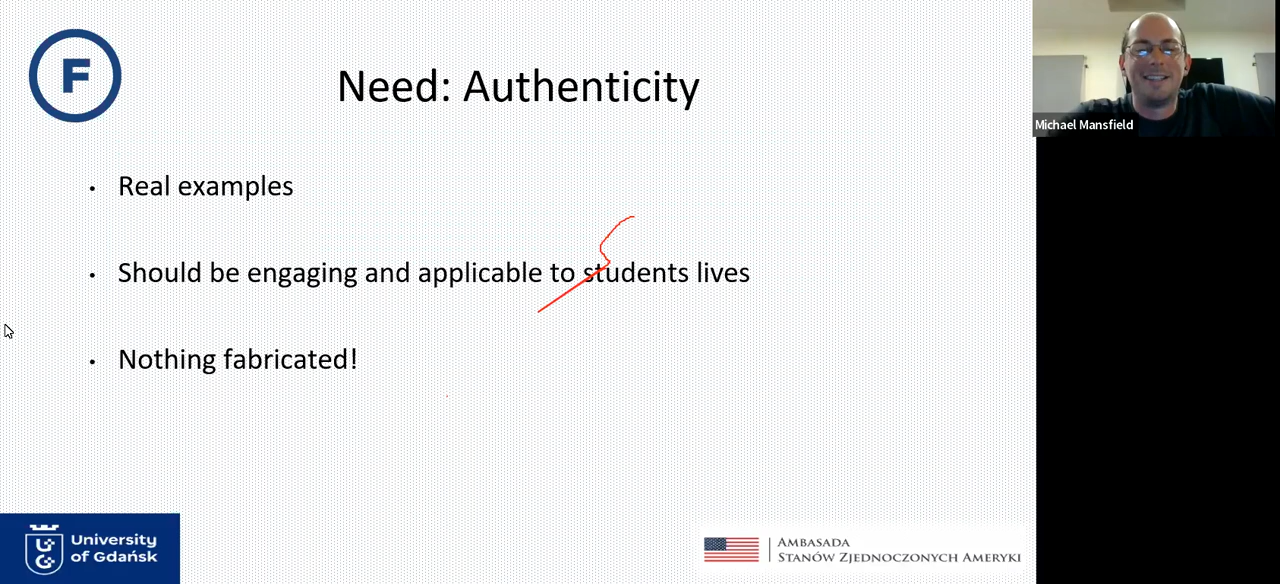 F
Need: Authenticity
Michael Mansfield
• Real examples
• Should be engaging and applicable to students lives
• Nothing fabricated!
UG
University
of Gdańsk
AMBASADA
STANÓW ZJEDNOCZONYCH AMERYKI